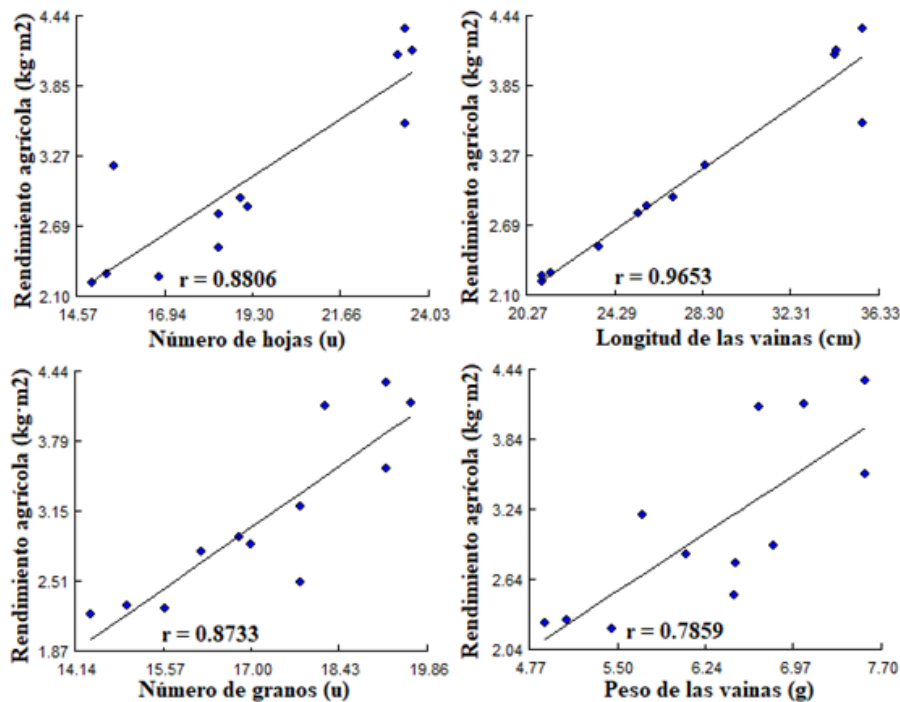 Rendimiento agrícola (kg·m2)
4.44
3.85
3.27
2.69
2.10
r = 0.8806
14.57 16.94 19.30 21.66 24.03
Número de hojas (u)
Rendimiento agrícola (kg·m2)
4.44
3.85
3.27
2.69
2.10
r = 0.9653
20.27 24.29 28.30 32.31 36.33
Longitud de las vainas (cm)
Rendimiento agrícola (kg·m2)
4.44
3.79
3.15
2.51
1.87
r = 0.8733
14.14 15.57 17.00 18.43 19.86
Número de granos (u)
Rendimiento agrícola (kg·m2)
4.44
3.84
3.24
2.64
2.04
r = 0.7859
4.77 5.50 6.24 6.97 7.70
Peso de las vainas (g)